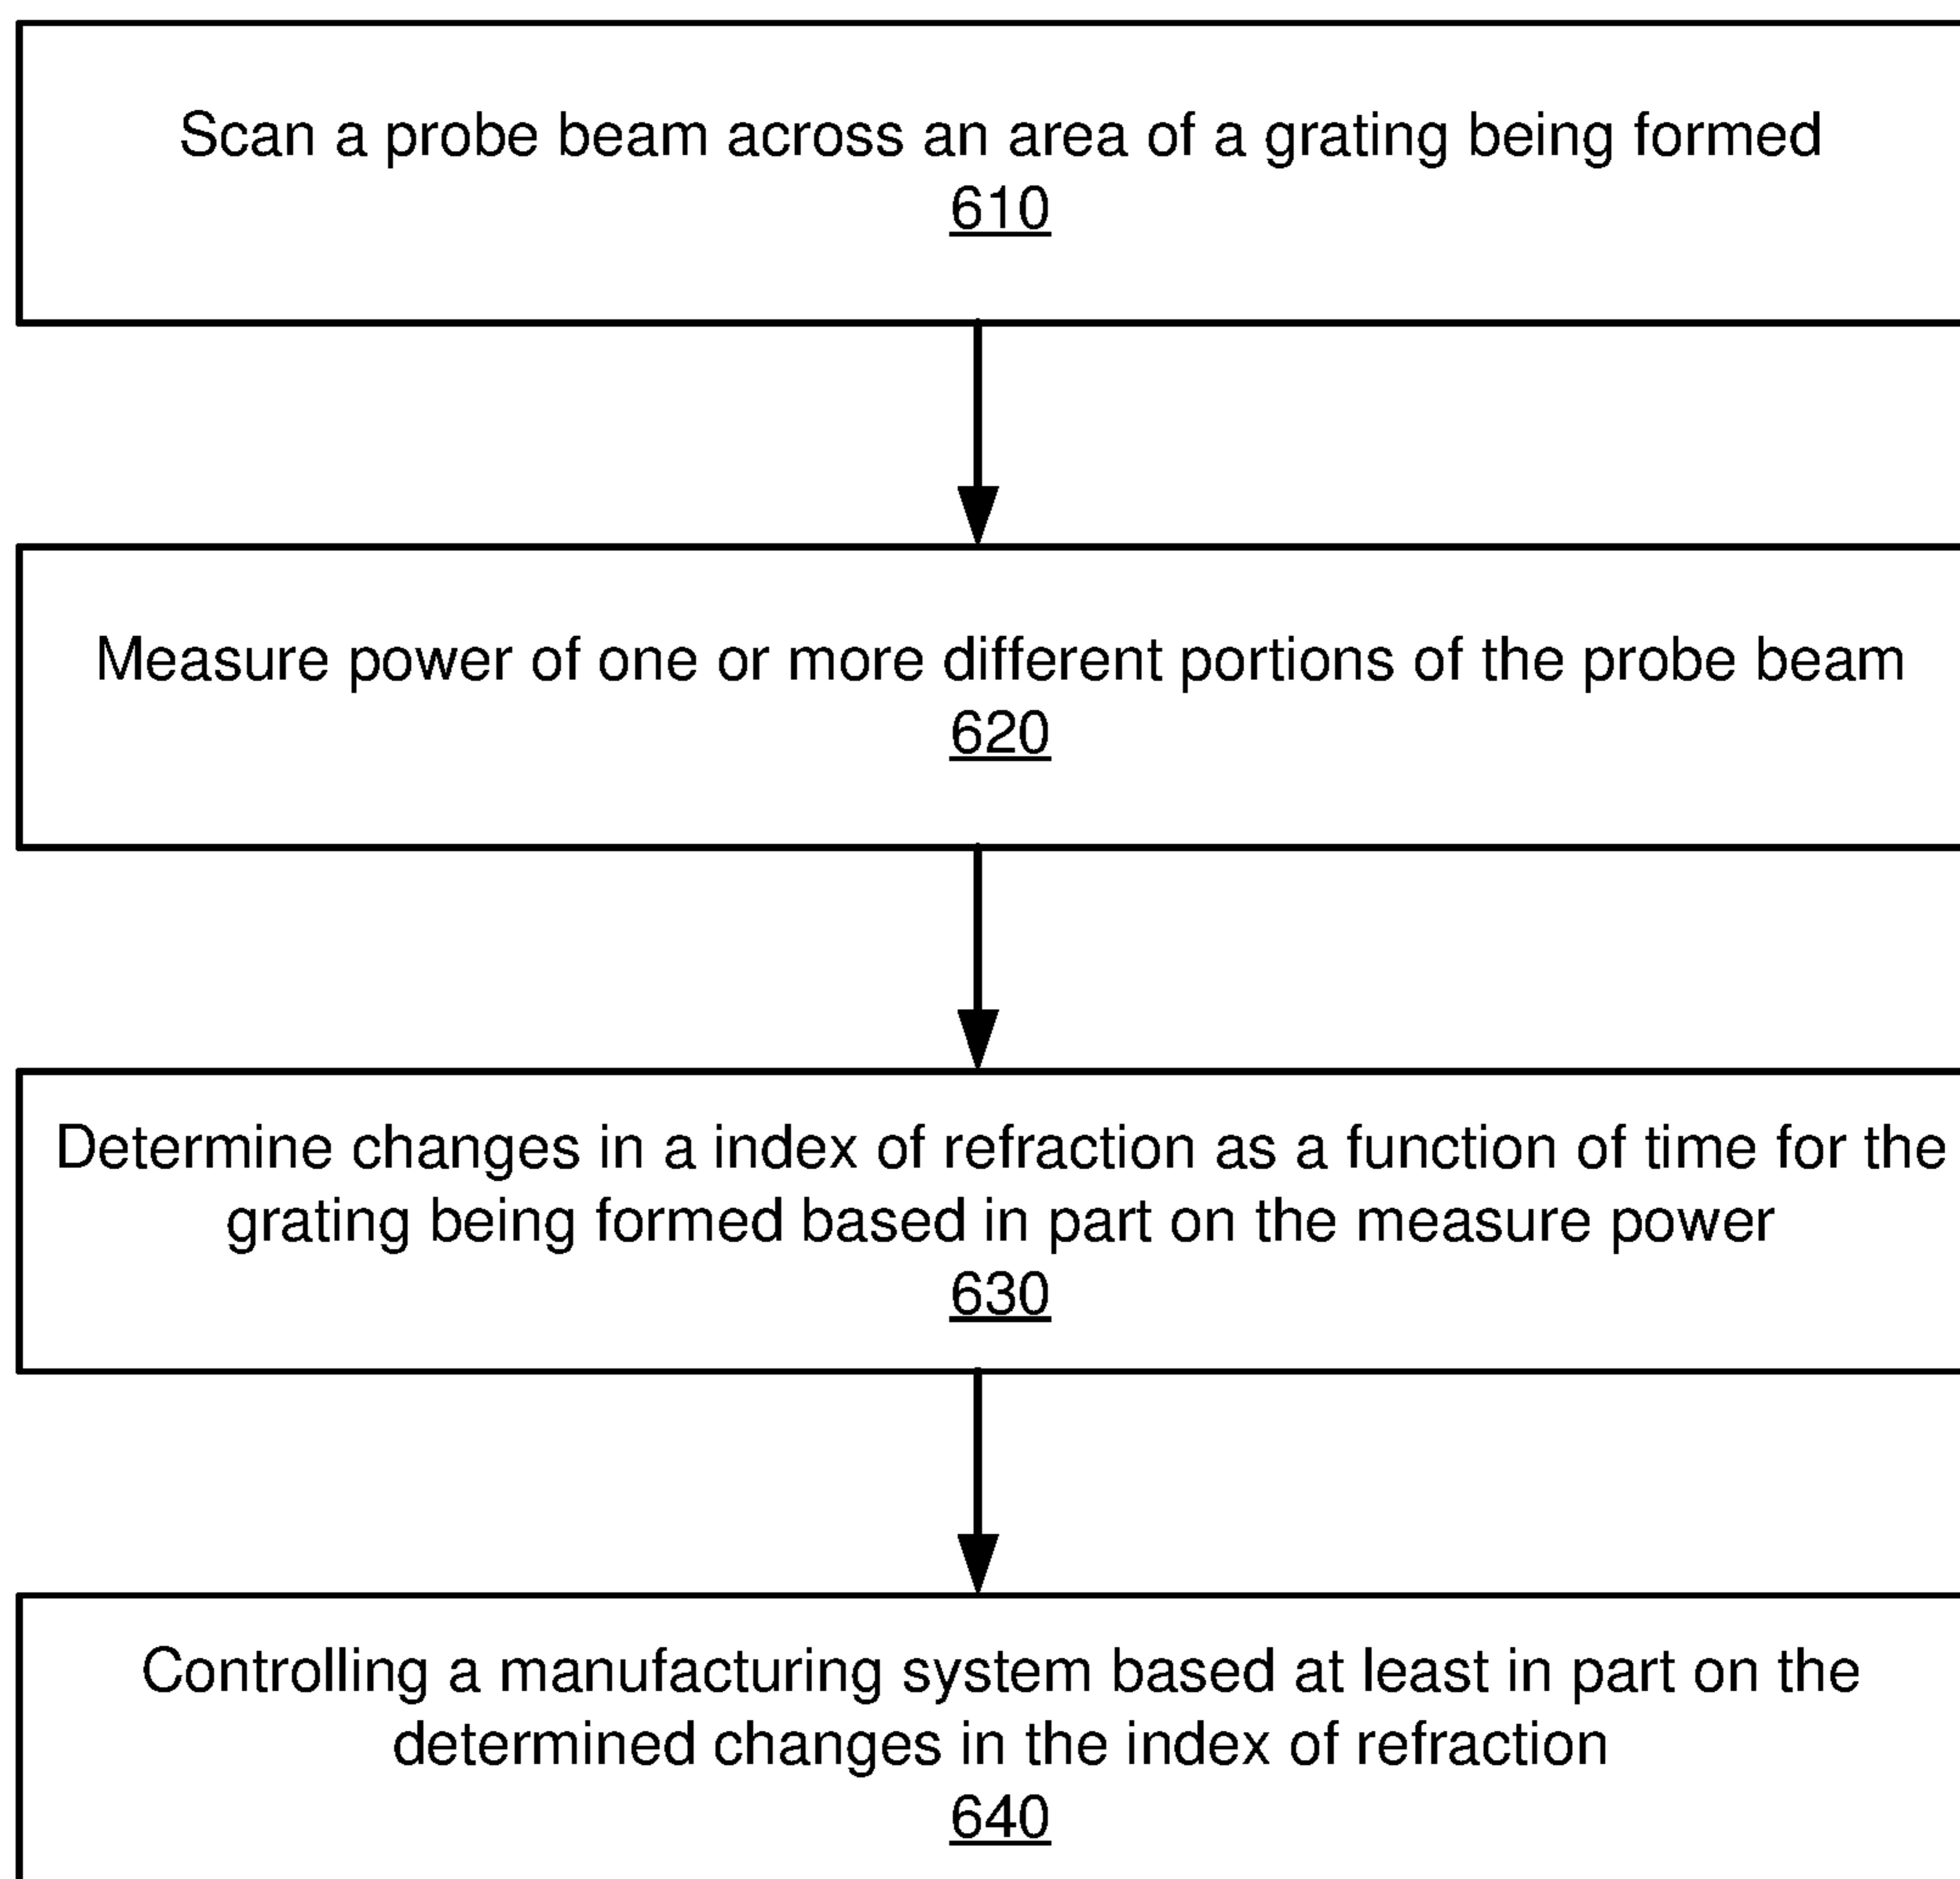 Scan a probe beam across an area of a grating being formed
610
Measure power of one or more different portions of the probe beam
620
Determine changes in a index of refraction as a function of time for the
grating being formed based in part on the measure power
630
Controlling a manufacturing system based at least in part on the
determined changes in the index of refraction
640